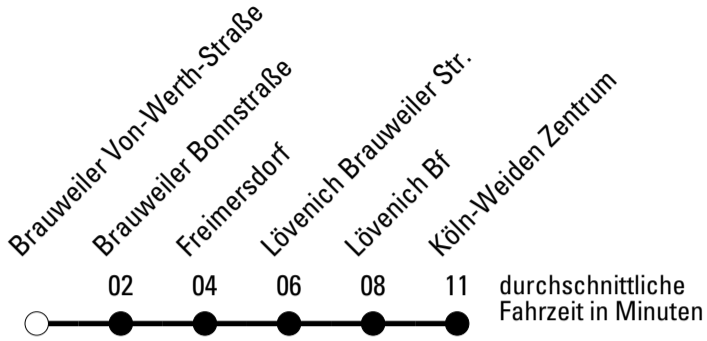 Brauweiler Von-Werth-Straße
Brauweiler Bonnstraße
Freimersdorf
Lövenich Brauweiler Str.
Lövenich Bf
Köln-Weiden Zentrum
02 04 06 08 11 durchschnittliche
Fahrzeit in Minuten